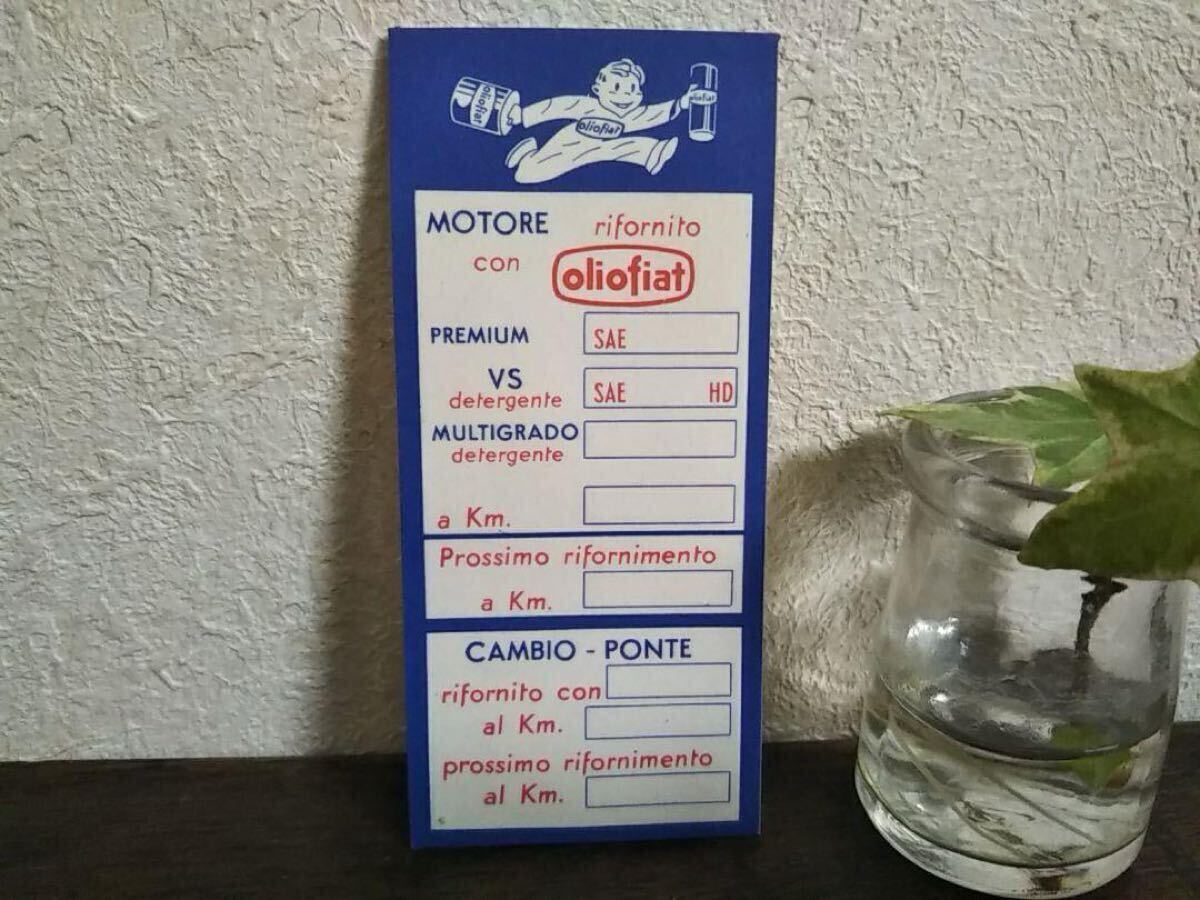 oliofiat
oliofiat
oliofiat
MOTORE rifornito
con oliofiat
PREMIUM SAE
VS
detergente SAE HD
MULTIGRADO
detergente
a Km.
Prossimo rifornimento
a Km.
CAMBIO - PONTE
rifornito con
al Km.
prossimo rifornimento
al Km.